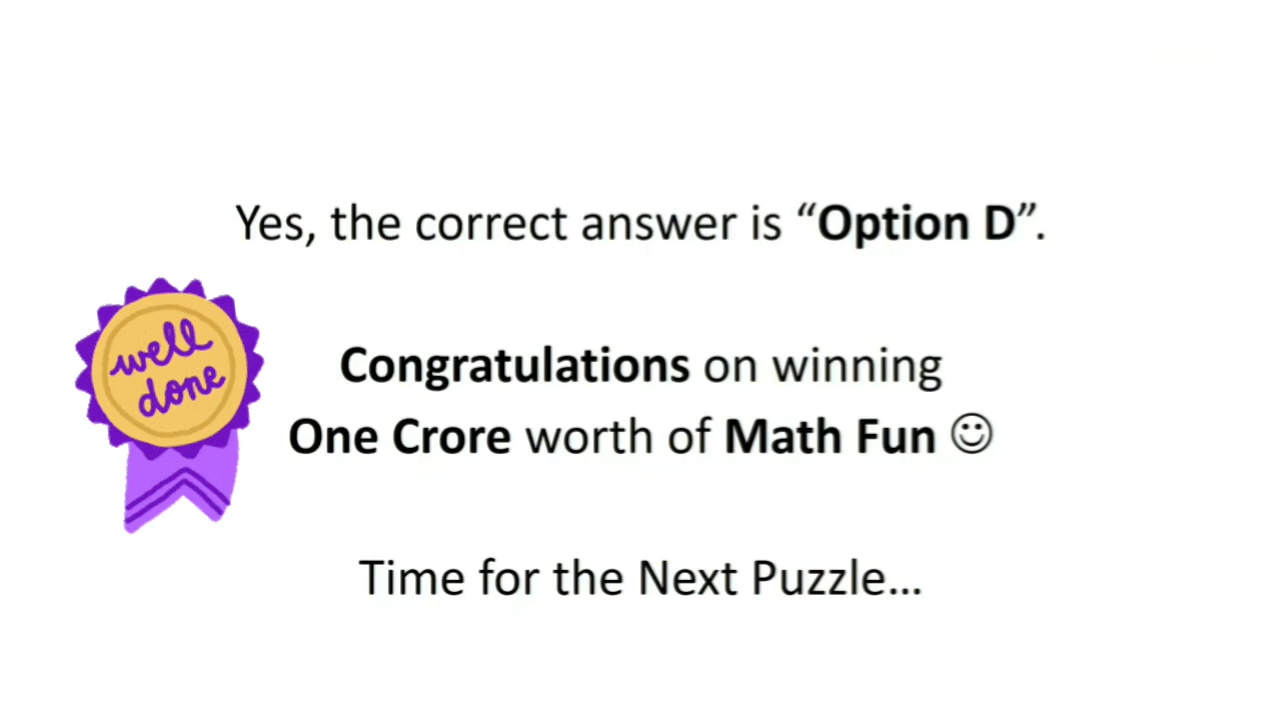 Yes, the correct answer is “Option D”.
well
done
Congratulations on winning
One Crore worth of Math Fun ☺
Time for the Next Puzzle...